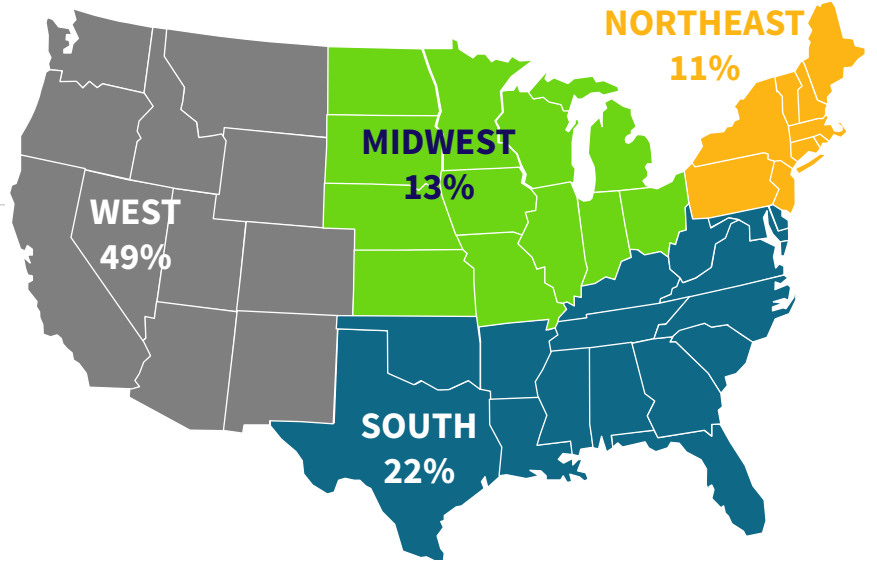 NORTHEAST
11%
MIDWEST
13%
WEST
49%
SOUTH
22%